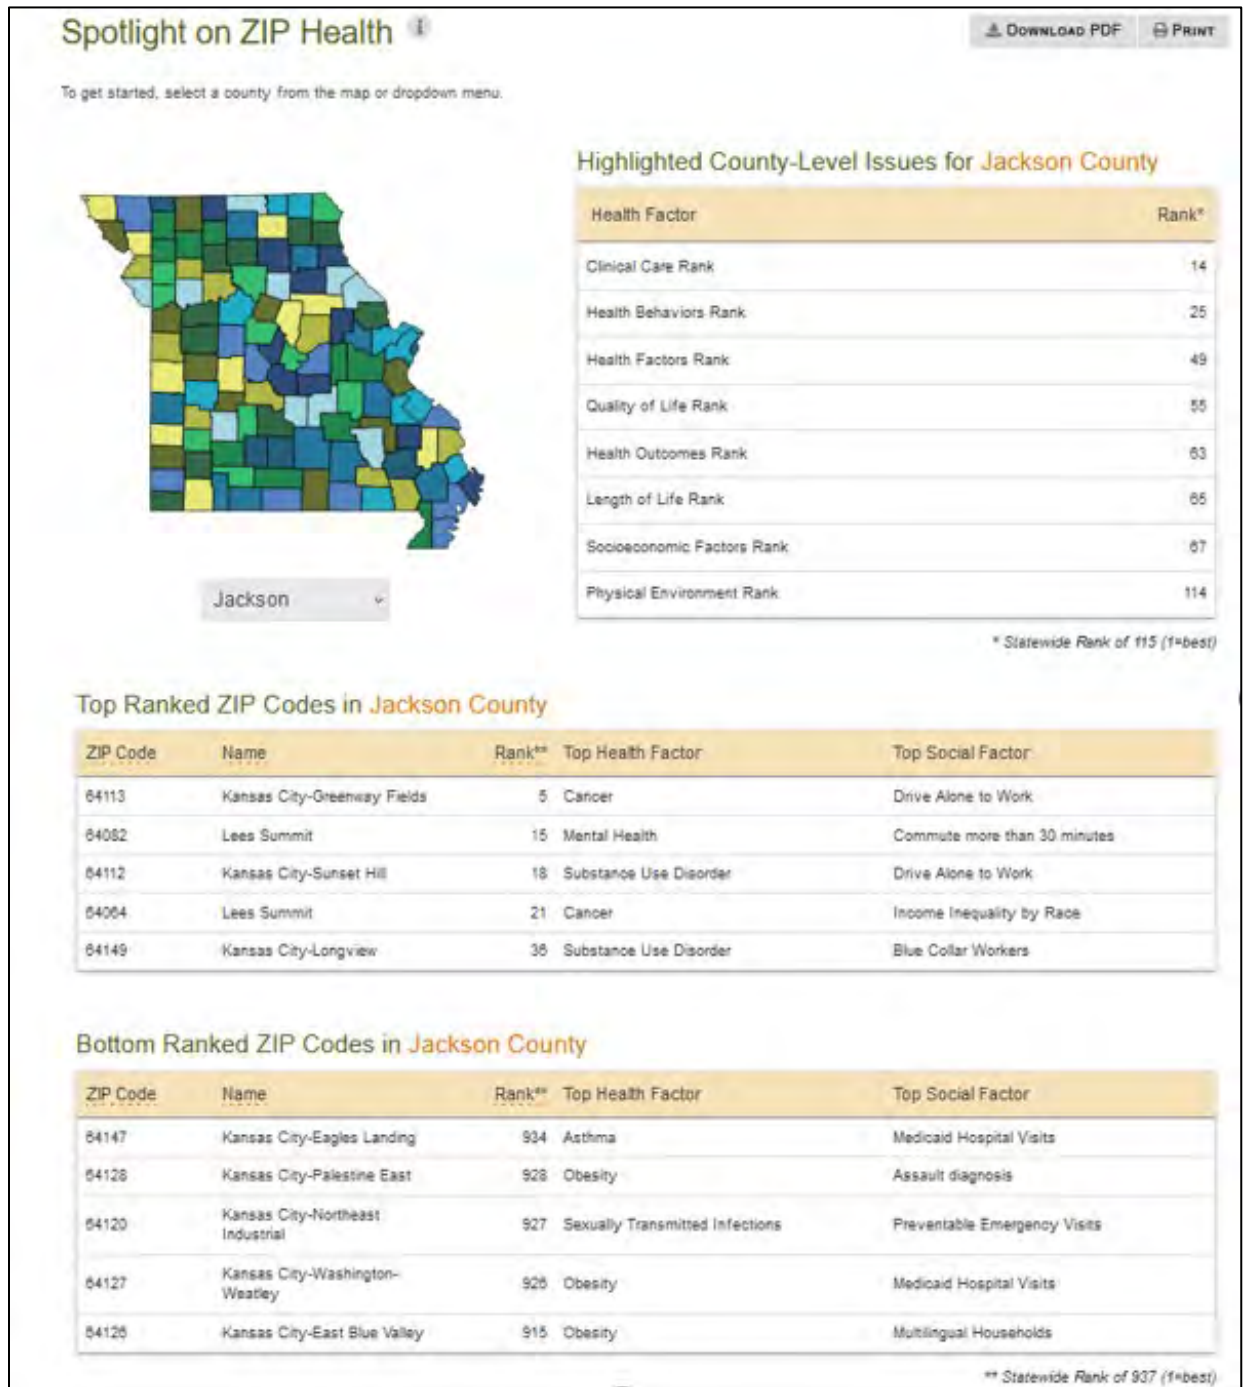 Spotlight on ZIP Health i
DOWNLOAD PDF PRINT
To get started, select a county from the map or dropdown menu.
Highlighted County-Level Issues for Jackson County
Health Factor Rank*
Clinical Care Rank 14
Health Behaviors Rank 25
Health Factors Rank 49
Quality of Life Rank 55
Health Outcomes Rank 63
Length of Life Rank 65
Socioeconomic Factors Rank 67
Physical Environment Rank 114
Jackson
* Statewide Rank of 115 (1=best)
Top Ranked ZIP Codes in Jackson County
ZIP Code Name Rank** Top Health Factor Top Social Factor
64113 Kansas City-Greenway Fields 5 Cancer Drive Alone to Work
64082 Lees Summit 15 Mental Health Commute more than 30 minutes
64112 Kansas City-Sunset Hill 18 Substance Use Disorder Drive Alone to Work
64064 Lees Summit 21 Cancer Income Inequality by Race
64149 Kansas City-Longview 36 Substance Use Disorder Blue Collar Workers
Bottom Ranked ZIP Codes in Jackson County
ZIP Code Name Rank** Top Health Factor Top Social Factor
64147 Kansas City-Eagles Landing 934 Asthma Medicaid Hospital Visits
64128 Kansas City-Palestine East 928 Obesity Assault diagnosis
64120 Kansas City-Northeast Industrial 927 Sexually Transmitted Infections Preventable Emergency Visits
64127 Kansas City-Washington-Weatley 926 Obesity Medicaid Hospital Visits
64126 Kansas City-East Blue Valley 915 Obesity Multilingual Households
** Statewide Rank of 937 (1=best)